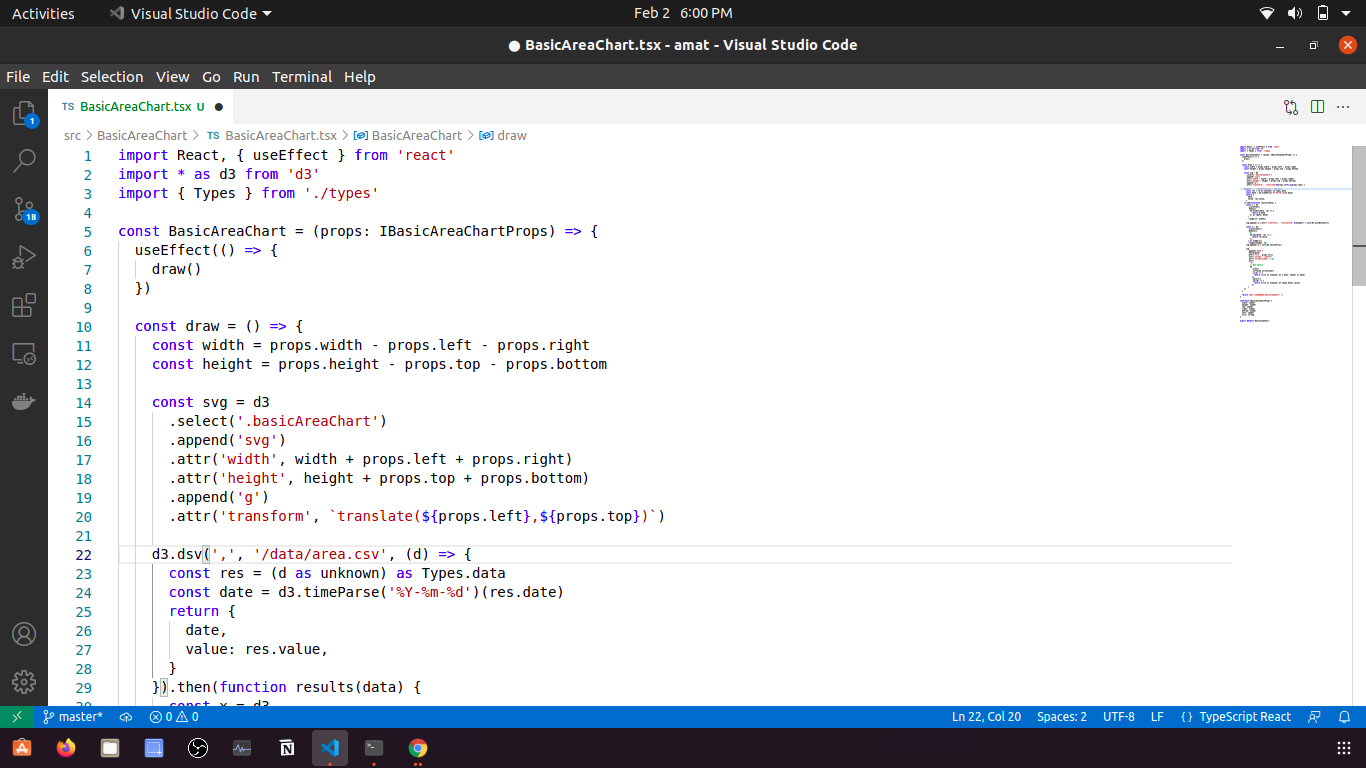 Activities Visual Studio Code Feb 2 6:00 PM
BasicAreaChart.tsx - amat - Visual Studio Code
File Edit Selection View Go Run Terminal Help
TS BasicAreaChart.tsx U
src > BasicAreaChart > TS BasicAreaChart.tsx > BasicAreaChart > draw
1 import React, { useEffect } from 'react'
2 import * as d3 from 'd3'
3 import { Types } from './types'
4
5 const BasicAreaChart = (props: IBasicAreaChartProps) => {
6 useEffect(() => {
7 draw()
8 })
9
10 const draw = () => {
11 const width = props.width - props.left - props.right
12 const height = props.height - props.top - props.bottom
13
14 const svg = d3
15 .select('.basicAreaChart')
16 .append('svg')
17 .attr('width', width + props.left + props.right)
18 .attr('height', height + props.top + props.bottom)
19 .append('g')
20 .attr('transform', `translate(${props.left},${props.top})`)
21
22 d3.dsv(',', '/data/area.csv', (d) => {
23 const res = (d as unknown) as Types.data
24 const date = d3.timeParse('%Y-%m-%d')(res.date)
25 return {
26 date,
27 value: res.value,
28 }
29 }).then(function results(data) {
30 const x = d3
1
18
master* 0 0 Ln 22, Col 20 Spaces: 2 UTF-8 LF {} TypeScript React